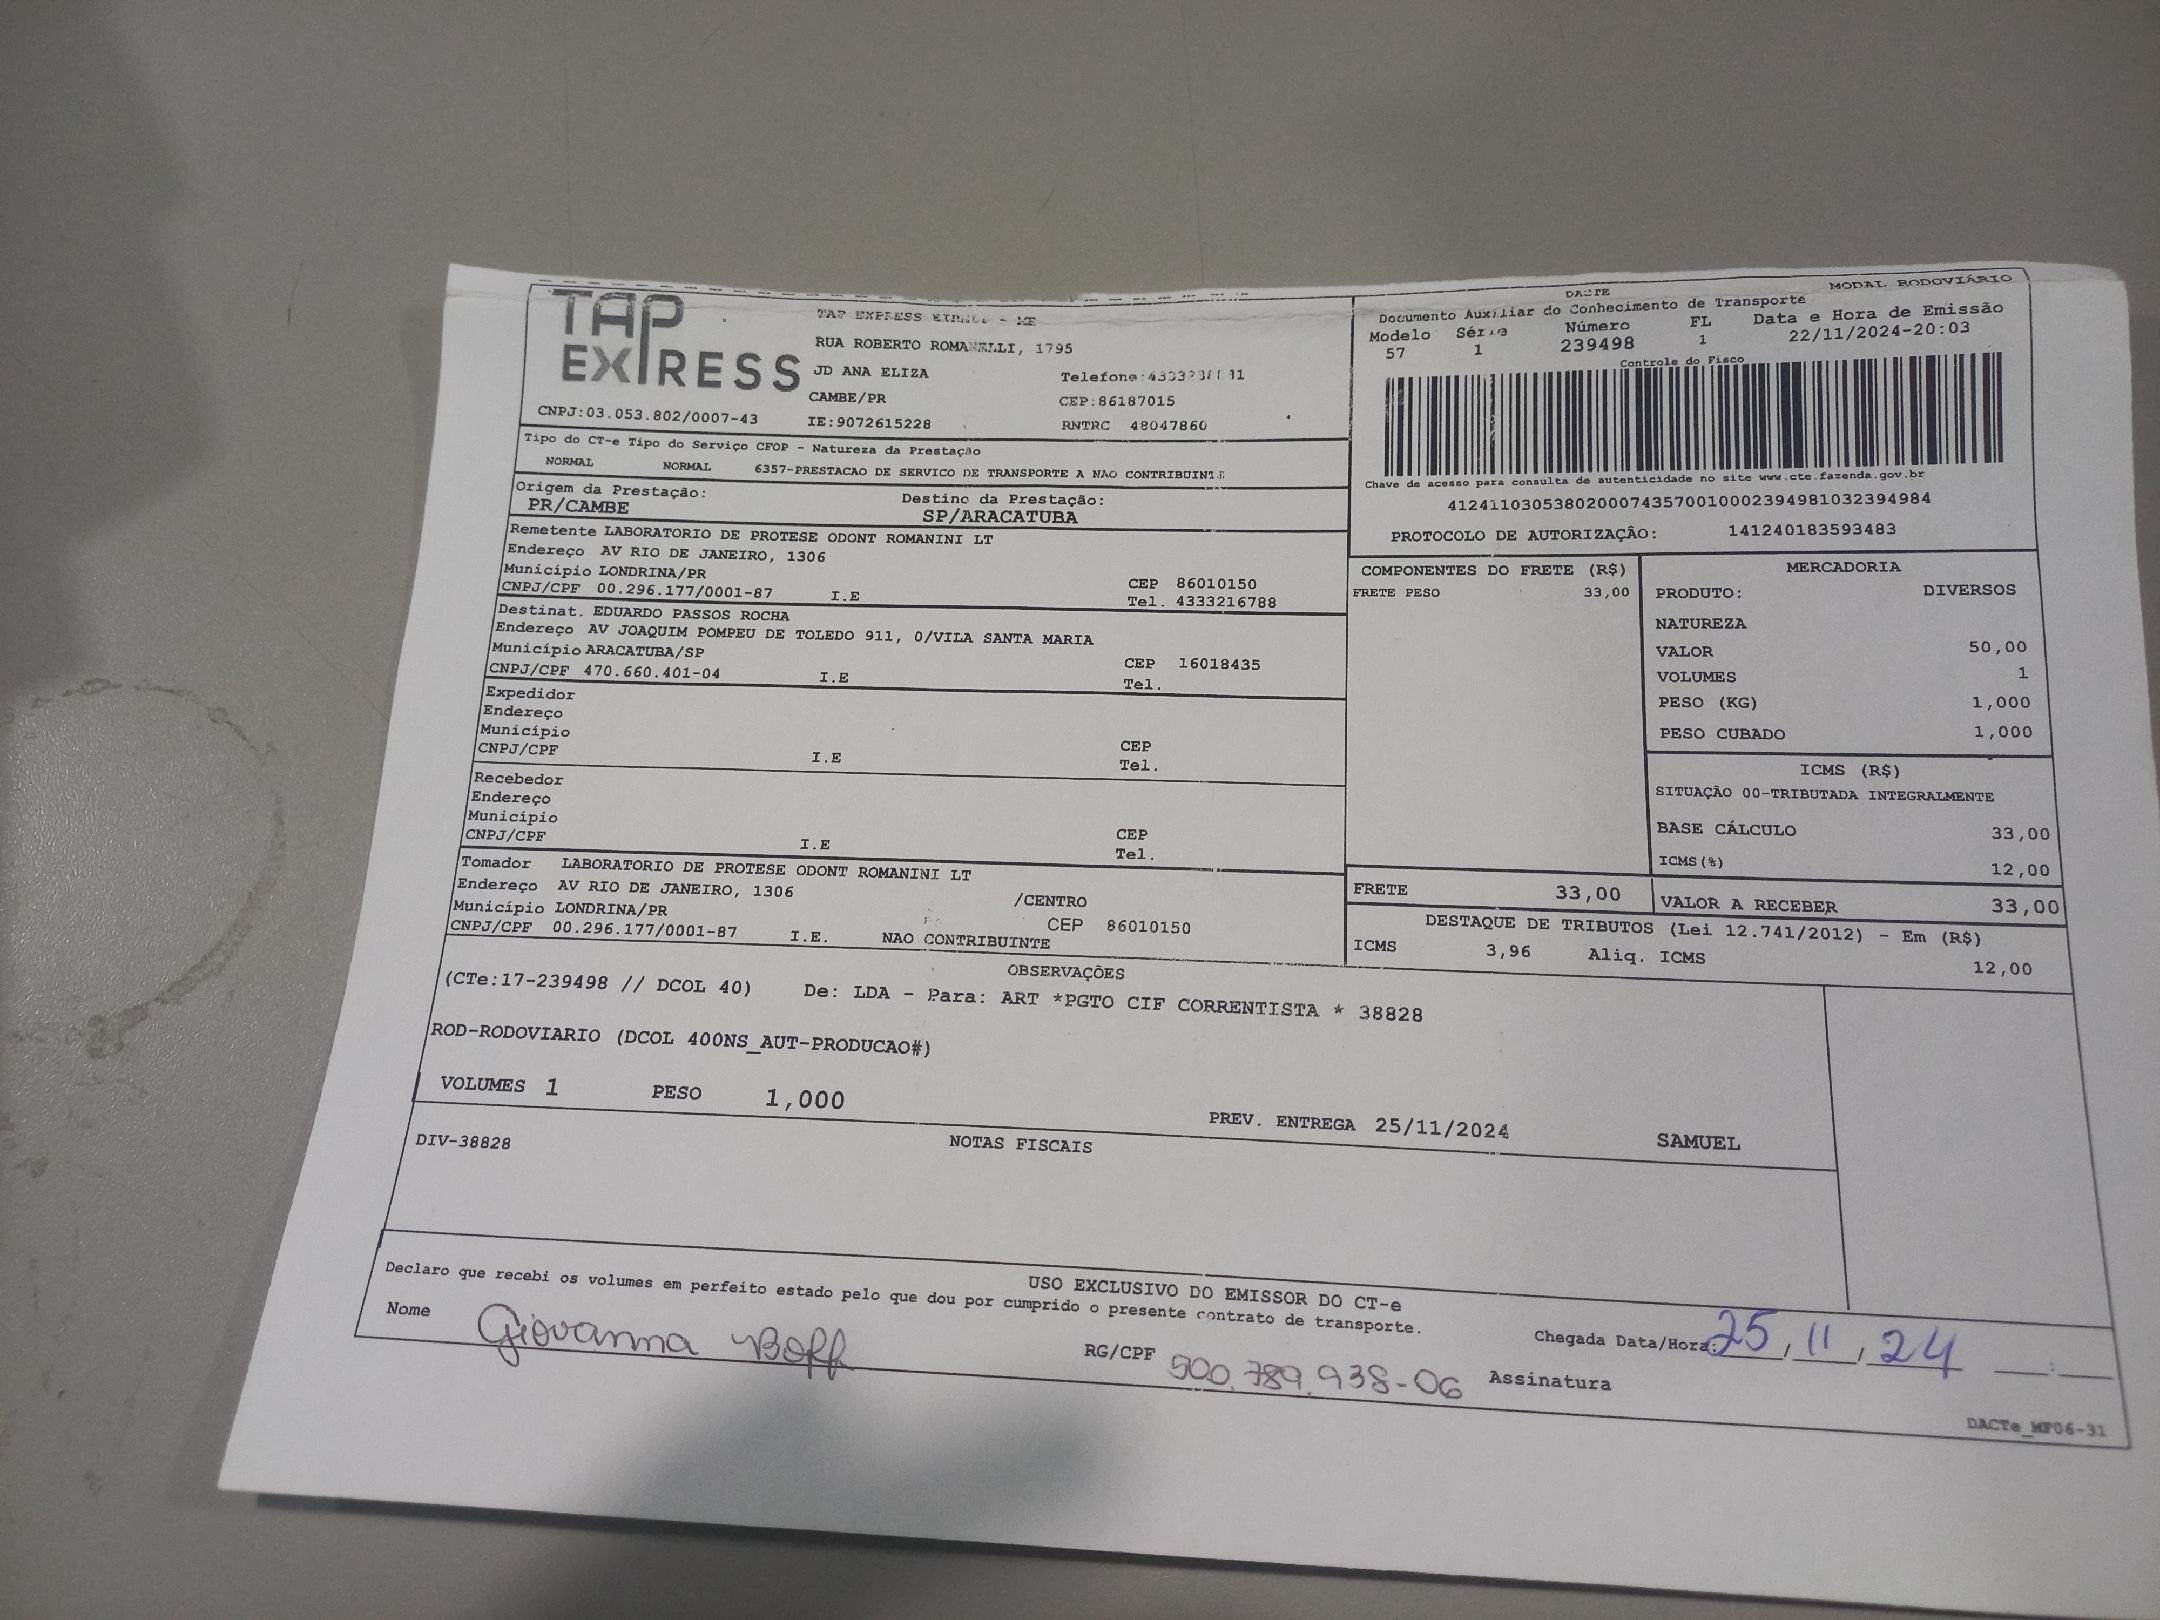 TAP EXPRESS
TAP EXPRESS EIRELI - ME
RUA ROBERTO ROMANELLI, 1795
JD ANA ELIZA
Telefone:
CAMBE/PR
CEP:86187015
CNPJ:03.053.802/0007-43
IE:9072615228
RNTRC 48047860
DACTE
MODAL RODOVIÁRIO
Documento Auxiliar do Conhecimento de Transporte
Modelo Série Número FL Data e Hora de Emissão
57 1 239498 1 22/11/2024-20:03
Controle do Fisco
Chave de acesso para consulta de autenticidade no site www.cte.fazenda.gov.br
41241103053802000743570010002394981032394984
PROTOCOLO DE AUTORIZAÇÃO: 141240183593483
Tipo do CT-e Tipo do Serviço CFOP - Natureza da Prestação
NORMAL NORMAL 6357-PRESTACAO DE SERVICO DE TRANSPORTE A NAO CONTRIBUINTE
Origem da Prestação: Destino da Prestação:
PR/CAMBE SP/ARACATUBA
Remetente LABORATORIO DE PROTESE ODONT ROMANINI LT
Endereço AV RIO DE JANEIRO, 1306
Município LONDRINA/PR CEP 86010150
CNPJ/CPF 00.296.177/0001-87 I.E Tel. 4333216788
Destinat. EDUARDO PASSOS ROCHA
Endereço AV JOAQUIM POMPEU DE TOLEDO 911, 0/VILA SANTA MARIA
Município ARACATUBA/SP CEP 16018435
CNPJ/CPF 470.660.401-04 I.E Tel.
Expedidor
Endereço
Município CEP
CNPJ/CPF I.E Tel.
Recebedor
Endereço
Município CEP
CNPJ/CPF I.E Tel.
Tomador LABORATORIO DE PROTESE ODONT ROMANINI LT
Endereço AV RIO DE JANEIRO, 1306 /CENTRO
Município LONDRINA/PR CEP 86010150
CNPJ/CPF 00.296.177/0001-87 I.E. NAO CONTRIBUINTE
COMPONENTES DO FRETE (R$)
FRETE PESO 33,00
MERCADORIA
PRODUTO: DIVERSOS
NATUREZA
VALOR 50,00
VOLUMES 1
PESO (KG) 1,000
PESO CUBADO 1,000
ICMS (R$)
SITUAÇÃO 00-TRIBUTADA INTEGRALMENTE
BASE CÁLCULO 33,00
ICMS(%) 12,00
FRETE 33,00
VALOR A RECEBER 33,00
DESTAQUE DE TRIBUTOS (Lei 12.741/2012) - Em (R$)
ICMS 3,96 Aliq. ICMS 12,00
OBSERVAÇÕES
(CTe:17-239498 // DCOL 40) De: LDA - Para: ART *PGTO CIF CORRENTISTA * 38828
ROD-RODOVIARIO (DCOL 400NS_AUT-PRODUCAO#)
VOLUMES 1 PESO 1,000 PREV. ENTREGA 25/11/2024 SAMUEL
DIV-38828 NOTAS FISCAIS
USO EXCLUSIVO DO EMISSOR DO CT-e
Declaro que recebi os volumes em perfeito estado pelo que dou por cumprido o presente contrato de transporte.
Chegada Data/Hora: 25, 11, 24 :
Nome Giovanna Boff RG/CPF 500.789.938-06 Assinatura
DACTe_MF06-31